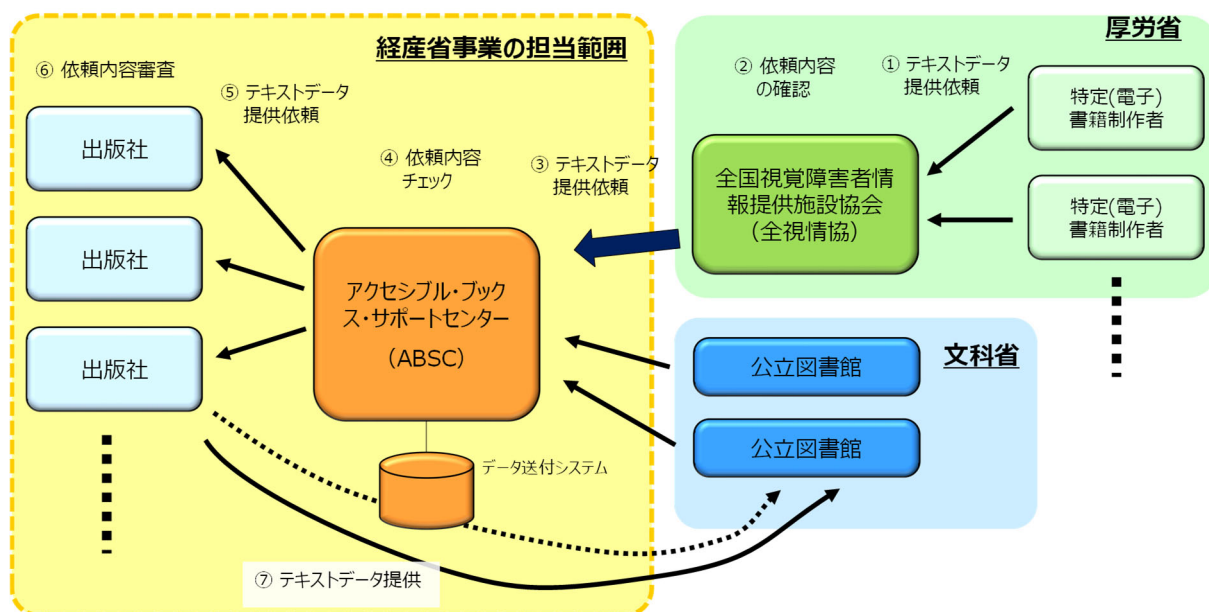 経産省事業の担当範囲
⑥ 依頼内容審査
⑤ テキストデータ
提供依頼
④ 依頼内容
チェック
③ テキストデータ
提供依頼
出版社
出版社
出版社
アクセシブル・ブック
ス・サポートセンター
（ABSC）
データ送付システム
⑦ テキストデータ提供
厚労省
② 依頼内容
の確認
① テキストデータ
提供依頼
全国視覚障害者情
報提供施設協会
（全視情協）
特定(電子)
書籍制作者
特定(電子)
書籍制作者
文科省
公立図書館
公立図書館